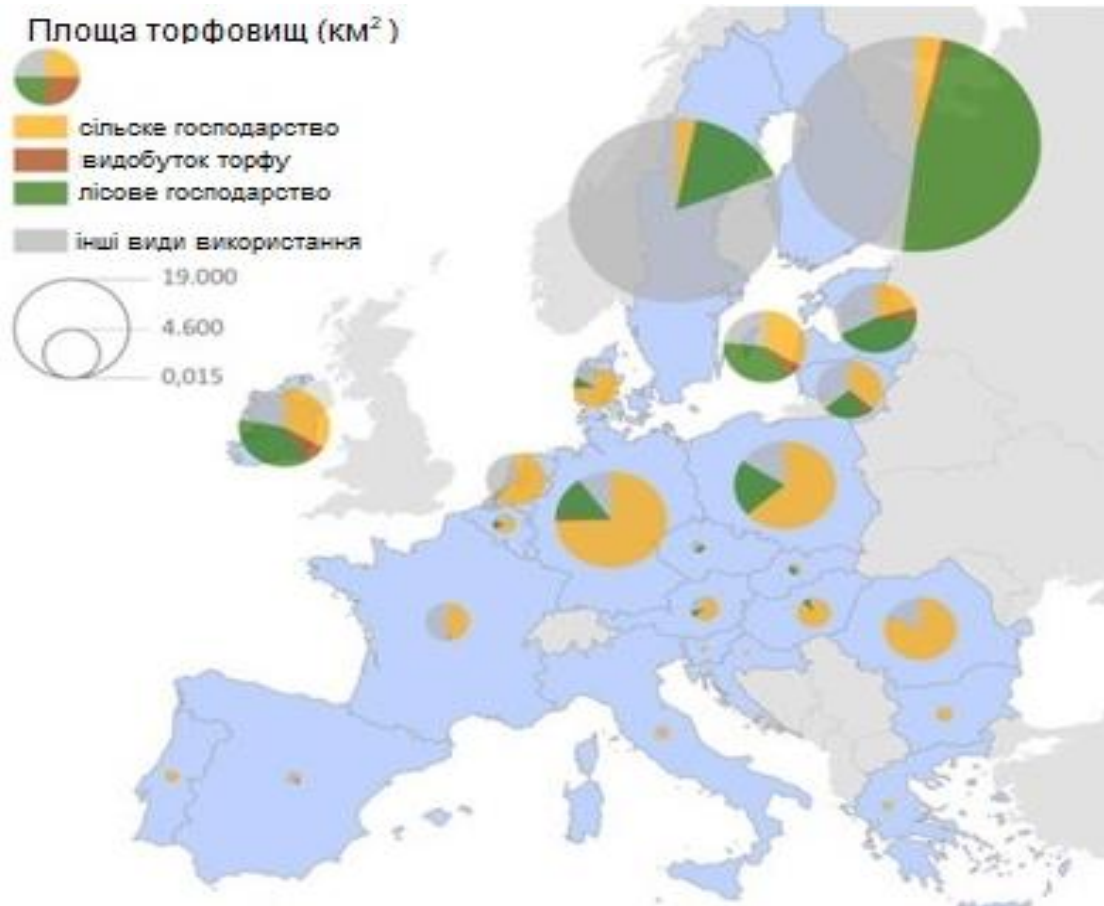 Площа торфовищ (км² )
сільске господарство
видобуток торфу
лісове господарство
інші види використання
19.000
4.600
0,015